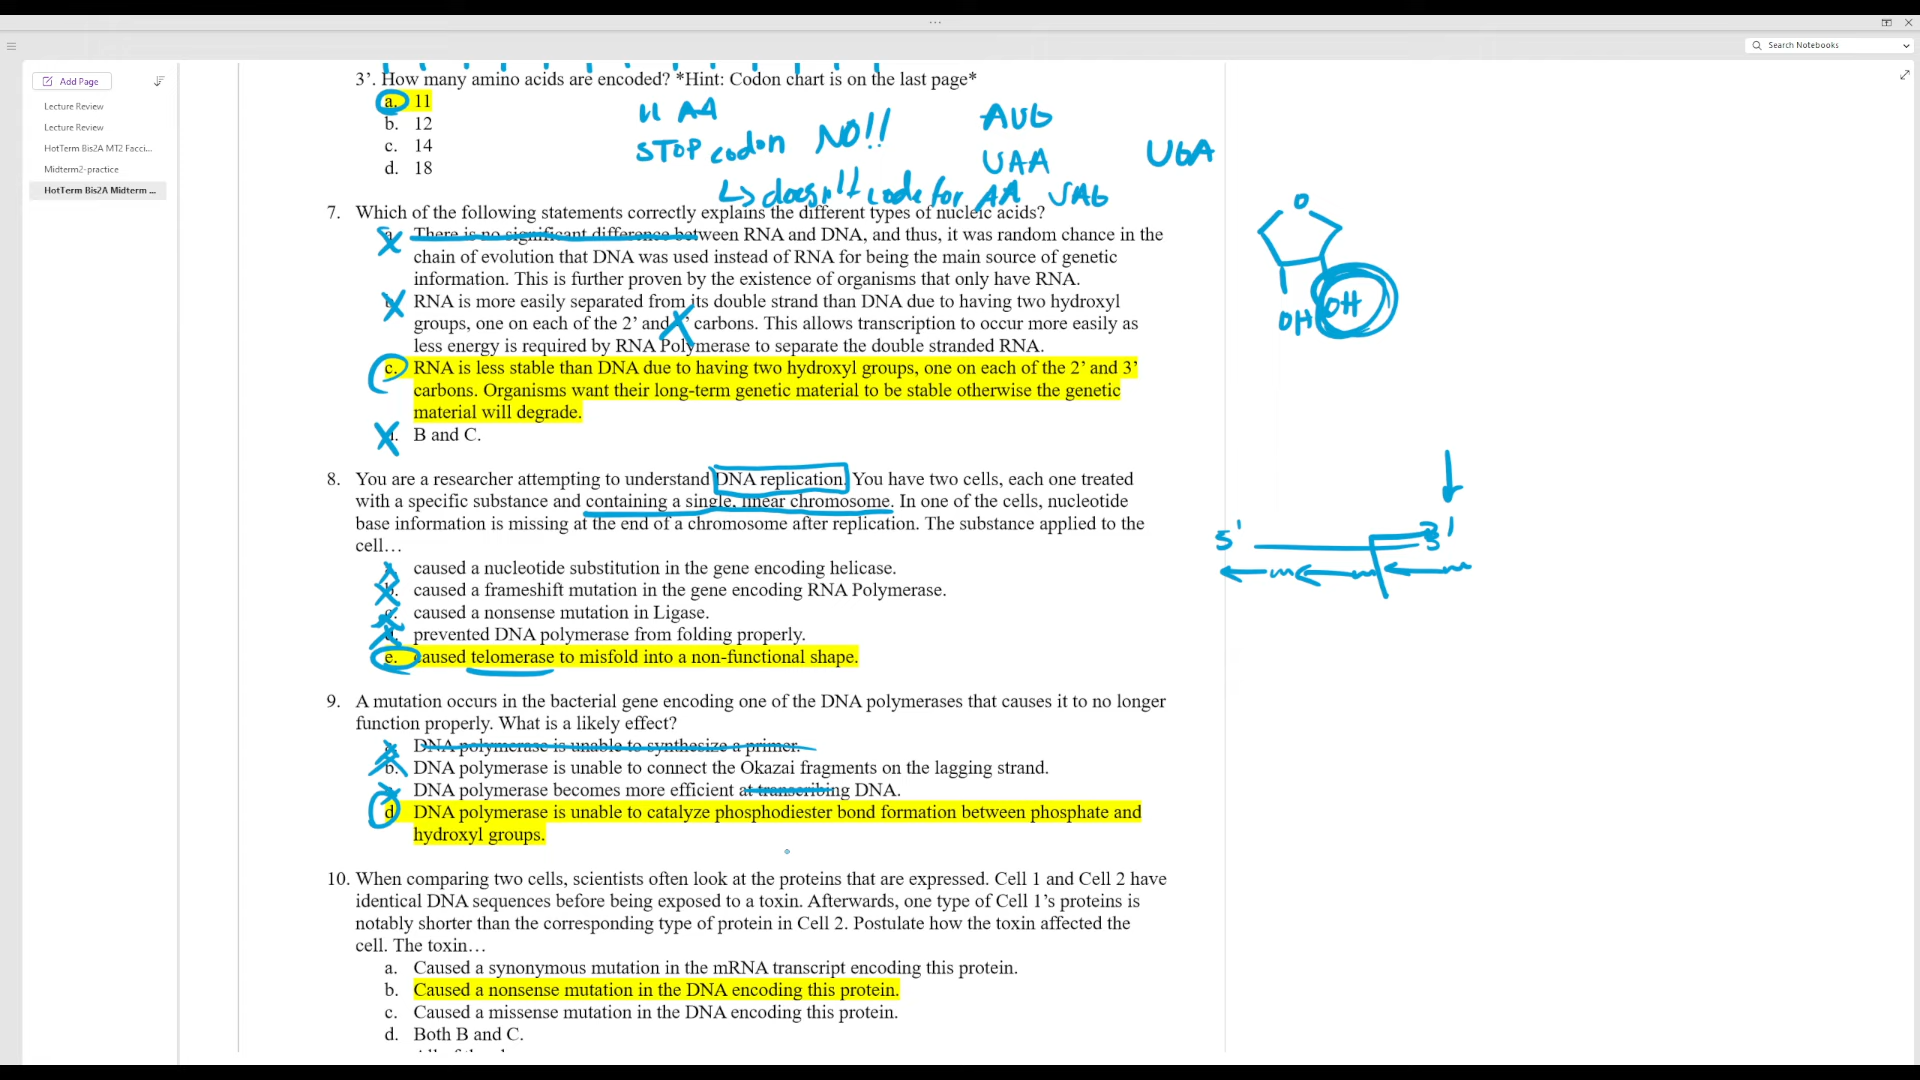 Search Notebooks
Add Page
Lecture Review
Lecture Review
HotTerm Bis2A MT2 Facci...
Midterm2-practice
HotTerm Bis2A Midterm ...
3’. How many amino acids are encoded? *Hint: Codon chart is on the last page*
a. 11
b. 12
c. 14
d. 18
11 AA
STOP codon NO!!
↳ doesn't code for AA
AUG
UAA
UAG
UGA
7. Which of the following statements correctly explains the different types of nucleic acids?
a. There is no significant difference between RNA and DNA, and thus, it was random chance in the
chain of evolution that DNA was used instead of RNA for being the main source of genetic
information. This is further proven by the existence of organisms that only have RNA.
b. RNA is more easily separated from its double strand than DNA due to having two hydroxyl
groups, one on each of the 2’ and ’ carbons. This allows transcription to occur more easily as
less energy is required by RNA Polymerase to separate the double stranded RNA.
c. RNA is less stable than DNA due to having two hydroxyl groups, one on each of the 2’ and 3’
carbons. Organisms want their long-term genetic material to be stable otherwise the genetic
material will degrade.
d. B and C.
O
OH OH
8. You are a researcher attempting to understand DNA replication. You have two cells, each one treated
with a specific substance and containing a single, linear chromosome. In one of the cells, nucleotide
base information is missing at the end of a chromosome after replication. The substance applied to the
cell…
a. caused a nucleotide substitution in the gene encoding helicase.
b. caused a frameshift mutation in the gene encoding RNA Polymerase.
c. caused a nonsense mutation in Ligase.
d. prevented DNA polymerase from folding properly.
e. caused telomerase to misfold into a non-functional shape.
5' 3'
9. A mutation occurs in the bacterial gene encoding one of the DNA polymerases that causes it to no longer
function properly. What is a likely effect?
a. DNA polymerase is unable to synthesize a primer.
b. DNA polymerase is unable to connect the Okazai fragments on the lagging strand.
c. DNA polymerase becomes more efficient at transcribing DNA.
d. DNA polymerase is unable to catalyze phosphodiester bond formation between phosphate and
hydroxyl groups.
10. When comparing two cells, scientists often look at the proteins that are expressed. Cell 1 and Cell 2 have
identical DNA sequences before being exposed to a toxin. Afterwards, one type of Cell 1’s proteins is
notably shorter than the corresponding type of protein in Cell 2. Postulate how the toxin affected the
cell. The toxin…
a. Caused a synonymous mutation in the mRNA transcript encoding this protein.
b. Caused a nonsense mutation in the DNA encoding this protein.
c. Caused a missense mutation in the DNA encoding this protein.
d. Both B and C.